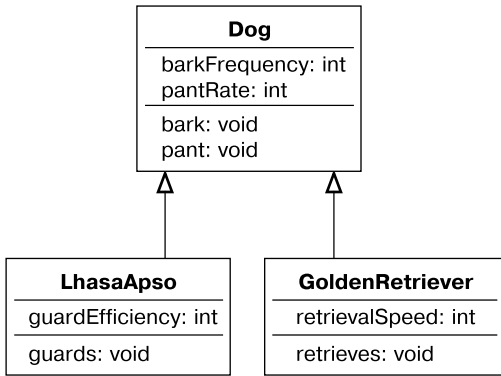 Dog
barkFrequency: int
pantRate: int
bark: void
pant: void
LhasaApso
guardEfficiency: int
guards: void
GoldenRetriever
retrievalSpeed: int
retrieves: void